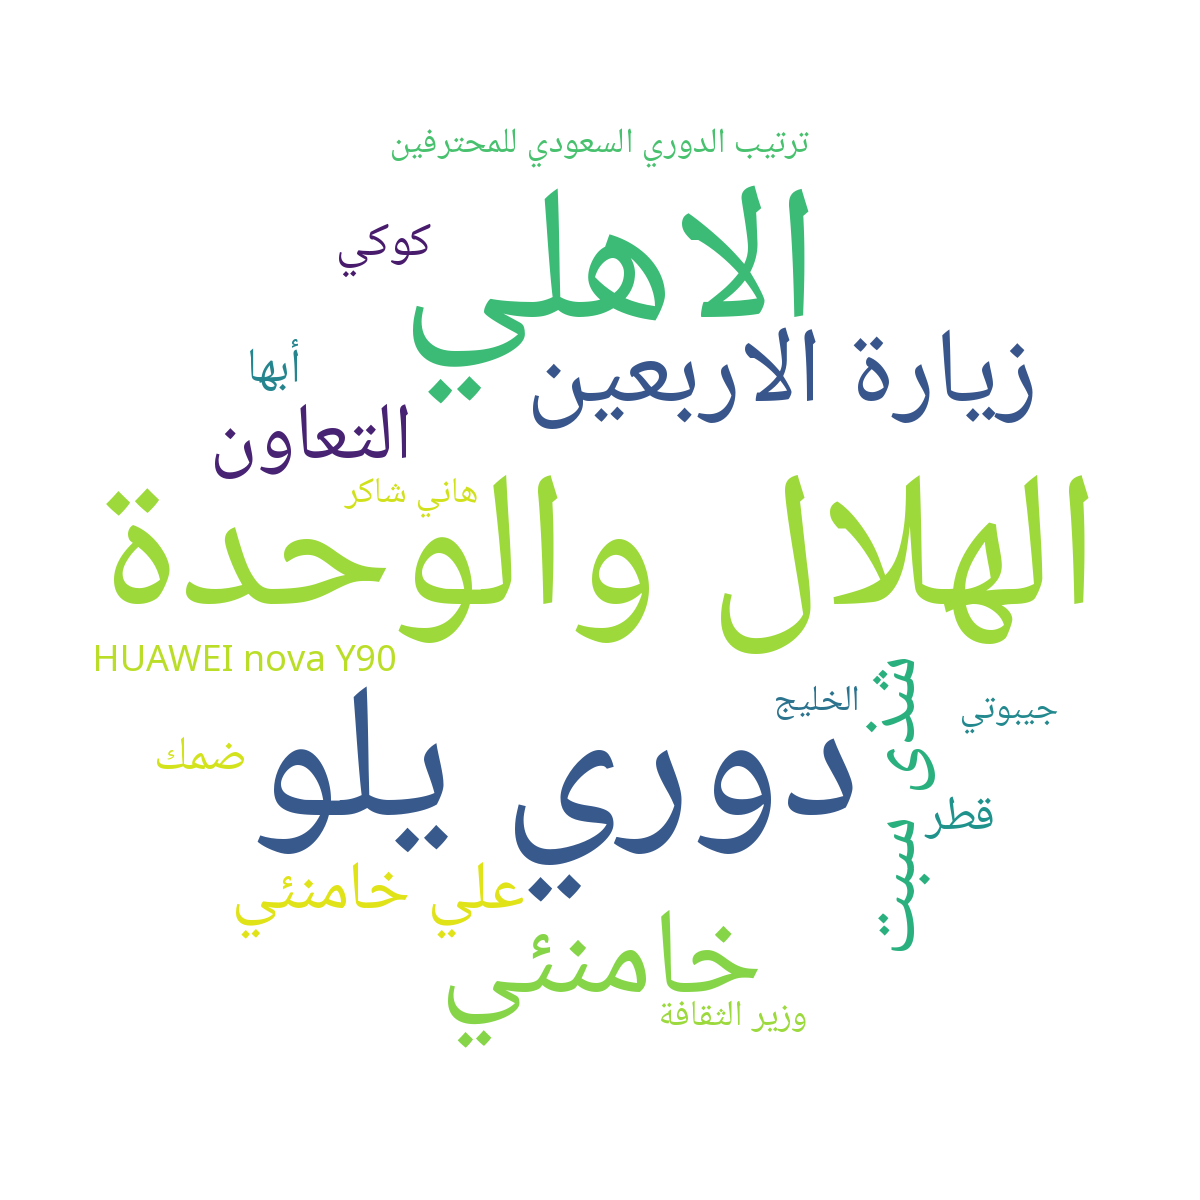 ترتيب الدوري السعودي للمحترفين
الاهلي
كوكي
زيارة الاربعين
أبها
التعاون
هاني شاكر
الهلال والوحدة
HUAWEI nova Y90
شذى سبت
الخليج
جيبوتي
دوري يلو
ضمك
قطر
علي خامنئي
خامنئي
وزير الثقافة